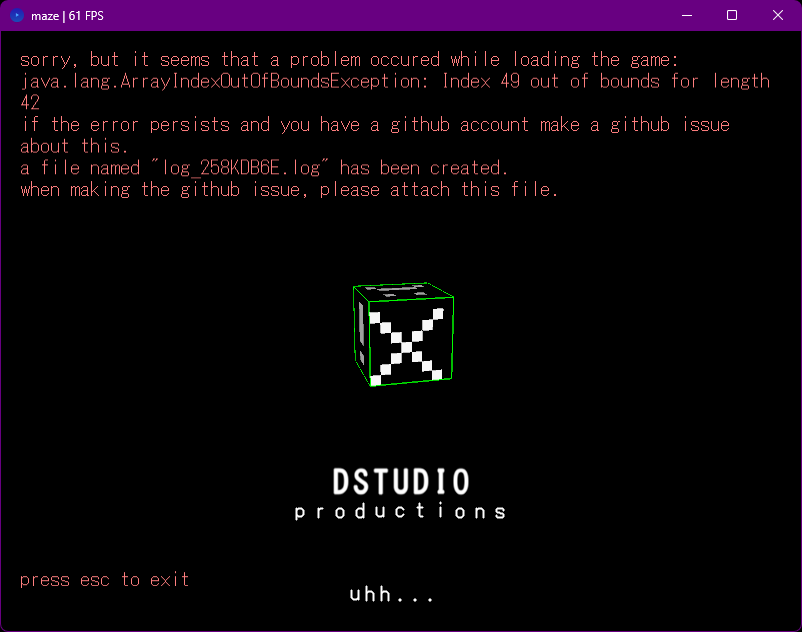 maze | 61 FPS
sorry, but it seems that a problem occured while loading the game:
java.lang.ArrayIndexOutOfBoundsException: Index 49 out of bounds for length
42
if the error persists and you have a github account make a github issue
about this.
a file named "log_258KDB6E.log" has been created.
when making the github issue, please attach this file.
DSTUDIO
productions
press esc to exit
uhh...